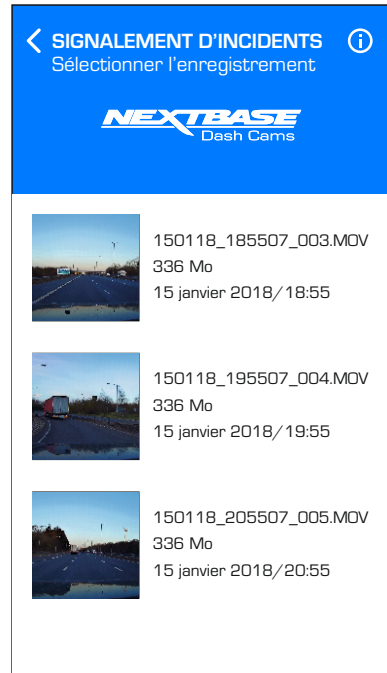 SIGNALEMENT D’INCIDENTS
Sélectionner l’enregistrement
NEXTBASE
Dash Cams
150118_185507_003.MOV
336 Mo
15 janvier 2018/18:55
150118_195507_004.MOV
336 Mo
15 janvier 2018/19:55
150118_205507_005.MOV
336 Mo
15 janvier 2018/20:55